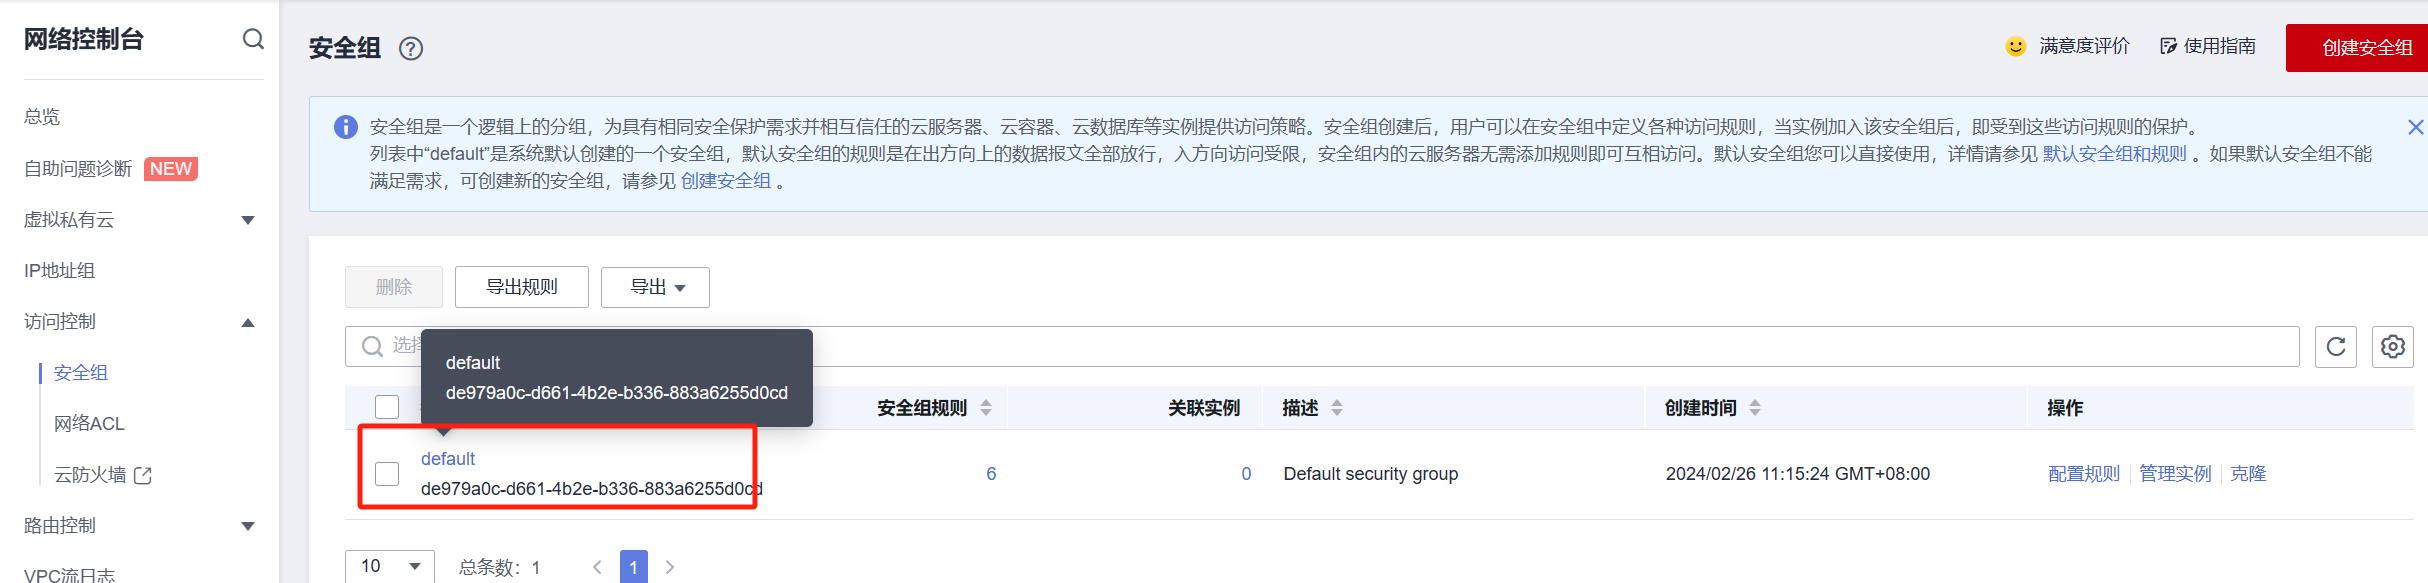 网络控制台
总览
自助问题诊断 NEW
虚拟私有云
IP地址组
访问控制
安全组
网络ACL
云防火墙
路由控制
VPC流日志
安全组
满意度评价
使用指南
创建安全组
安全组是一个逻辑上的分组，为具有相同安全保护需求并相互信任的云服务器、云容器、云数据库等实例提供访问策略。安全组创建后，用户可以在安全组中定义各种访问规则，当实例加入该安全组后，即受到这些访问规则的保护。
列表中“default”是系统默认创建的一个安全组，默认安全组的规则是在出方向上的数据报文全部放行，入方向访问受限，安全组内的云服务器无需添加规则即可互相访问。默认安全组您可以直接使用，详情请参见 默认安全组和规则 。如果默认安全组不能
满足需求，可创建新的安全组，请参见 创建安全组 。
删除 导出规则 导出
选择
default
de979a0c-d661-4b2e-b336-883a6255d0cd
安全组规则 关联实例 描述 创建时间 操作
default
de979a0c-d661-4b2e-b336-883a6255d0cd
6 0 Default security group 2024/02/26 11:15:24 GMT+08:00 配置规则 管理实例 克隆
10 总条数：1 1